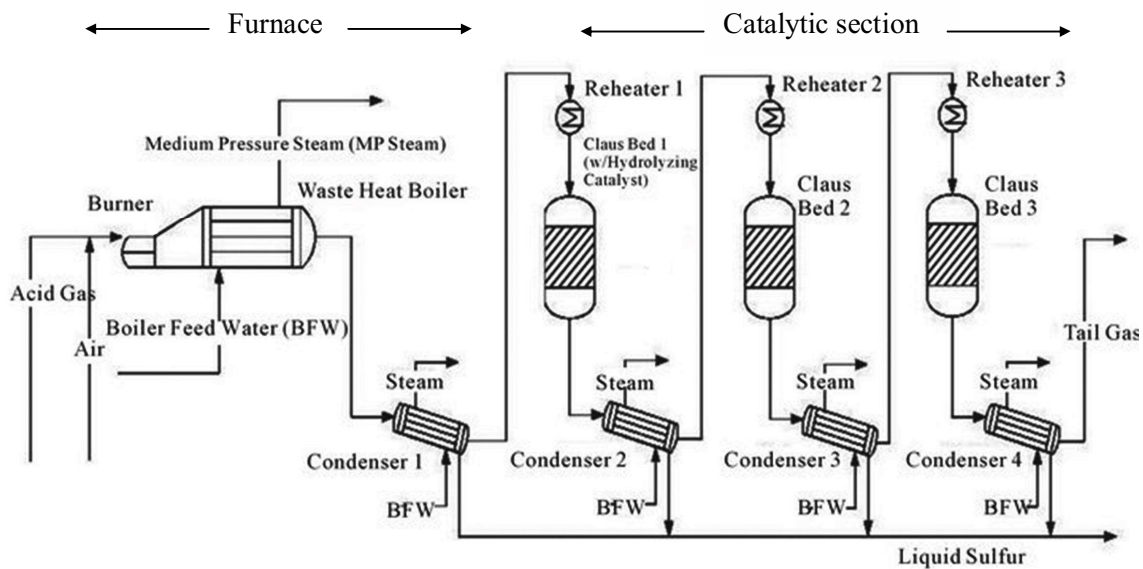 Furnace
Catalytic section
Reheater 1
Reheater 2
Reheater 3
Medium Pressure Steam (MP Steam)
Claus Bed 1
(w/Hydrolyzing
Catalyst)
Waste Heat Boiler
Burner
Claus
Bed 2
Claus
Bed 3
Acid Gas
Boiler Feed Water (BFW)
Air
Tail Gas
Steam
Steam
Steam
Steam
Condenser 1
Condenser 2
Condenser 3
Condenser 4
BFW
BFW
BFW
BFW
Liquid Sulfur